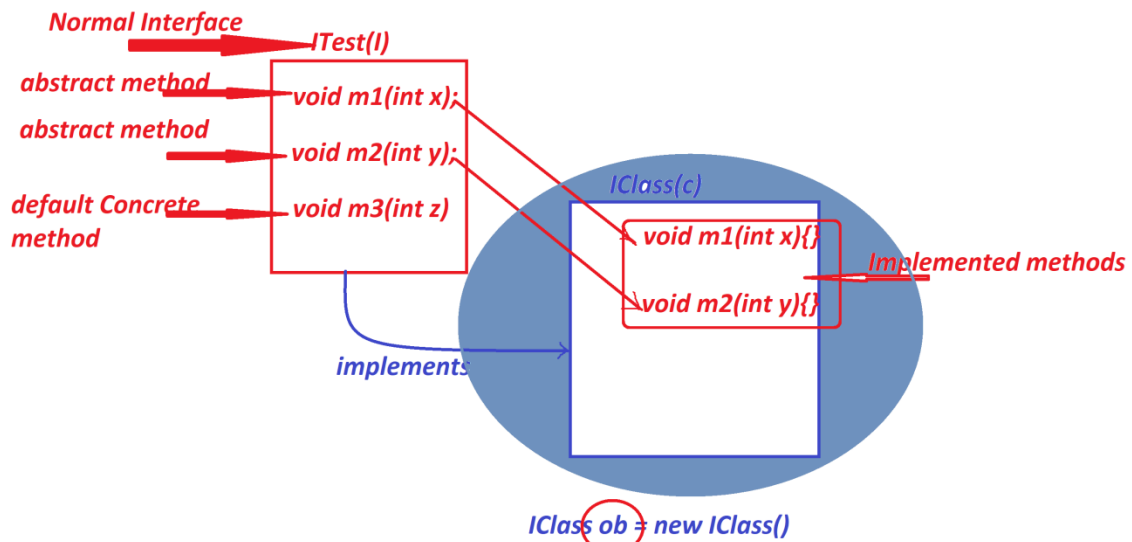 Normal Interface
ITest(I)
abstract method
void m1(int x);
abstract method
void m2(int y);
default Concrete
method
void m3(int z)
IClass(c)
void m1(int x){}
Implemented methods
void m2(int y){}
implements
IClass ob = new IClass()